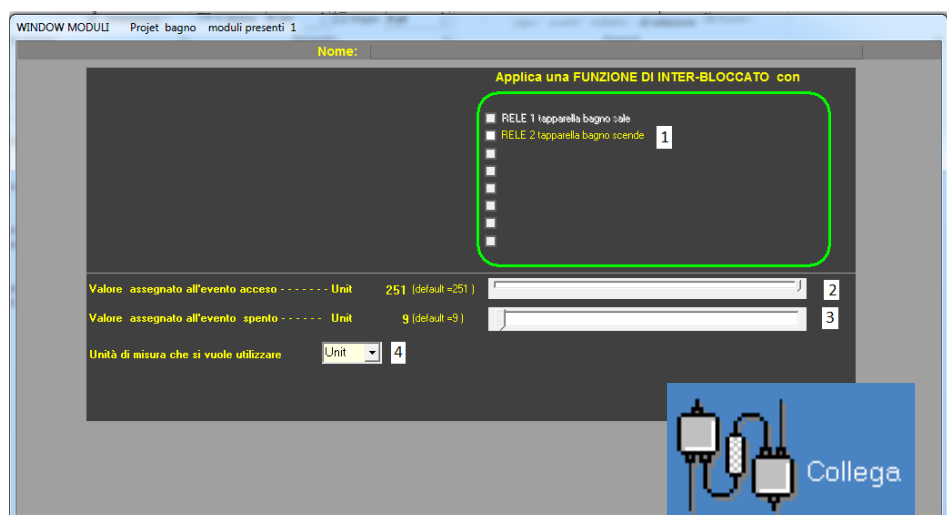 WINDOW MODULI Projet bagno moduli presenti 1
Nome:
Applica una FUNZIONE DI INTER-BLOCCATO con
RELE 1 tapparella bagno sale
RELE 2 tapparella bagno scende 1
Valore assegnato all'evento acceso - - - - - - - Unit 251 (default =251 ) 2
Valore assegnato all'evento spento - - - - - - Unit 9 (default =9 ) 3
Unità di misura che si vuole utilizzare Unit 4
Collega